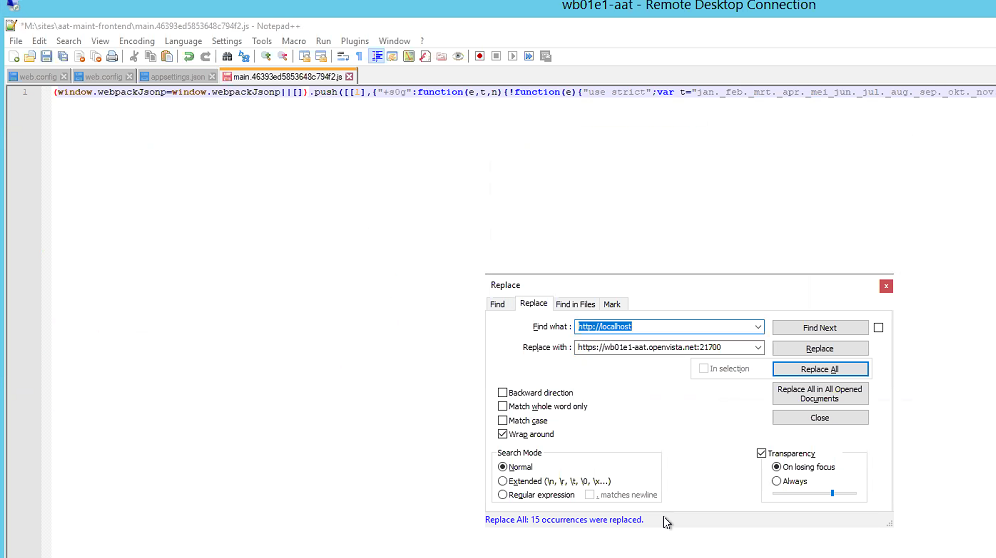 wb01e1-aat - Remote Desktop Connection
*M:\sites\aat-maint-frontend\main.46393ed5853648c794f2.js - Notepad++
File Edit Search View Encoding Language Settings Tools Macro Run Plugins Window ?
web.config web.config appsettings.json main.46393ed5853648c794f2.js
1 (window.webpackJsonp=window.webpackJsonp||[]).push([[1],{"+s0g":function(e,t,n){!function(e){"use strict";var t="jan._feb._mrt._apr._mei_jun._jul._aug._sep._okt._nov
Replace
Find Replace Find in Files Mark
Find what : http://localhost Find Next
Replace with : https://wb01e1-aat.openvista.net:21700 Replace
In selection Replace All
Replace All in All Opened
Documents
Backward direction
Match whole word only
Close
Match case
Wrap around
Search Mode
Transparency
Normal
On losing focus
Extended (\n, \r, \t, \0, \x...)
Always
Regular expression . matches newline
Replace All: 15 occurrences were replaced.